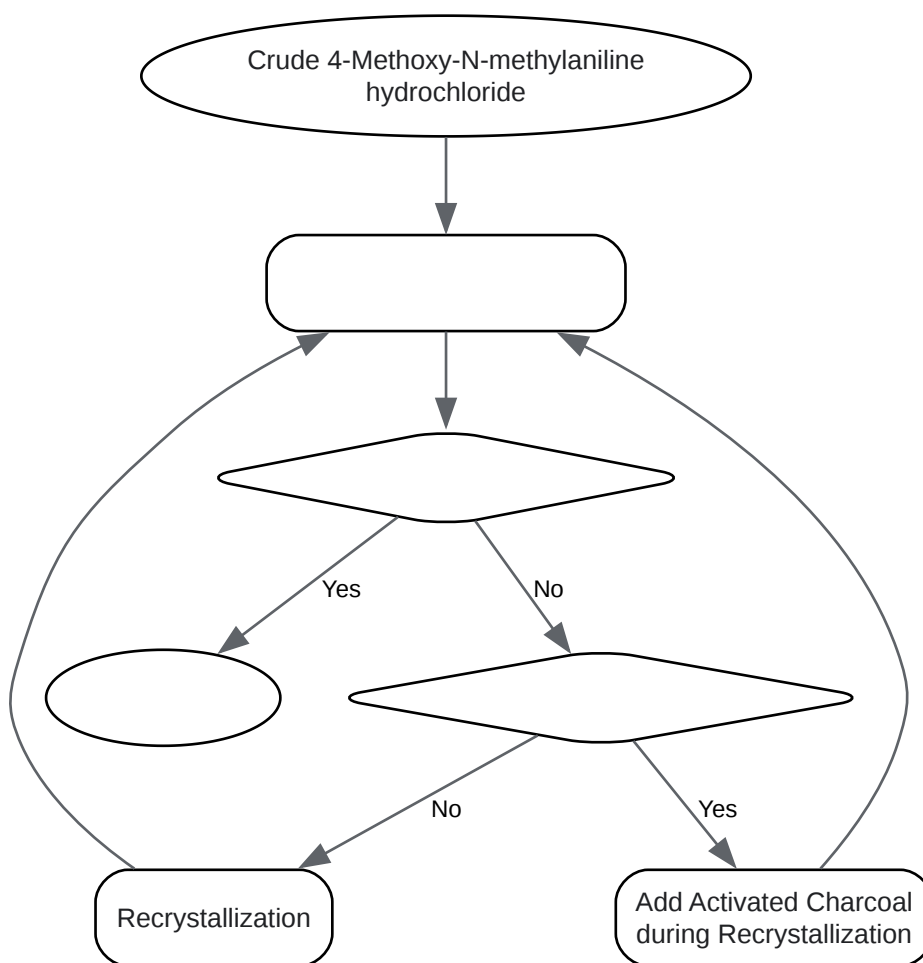 Crude 4-Methoxy-N-methylaniline
hydrochloride
Yes
No
No
Yes
Recrystallization
Add Activated Charcoal
during Recrystallization